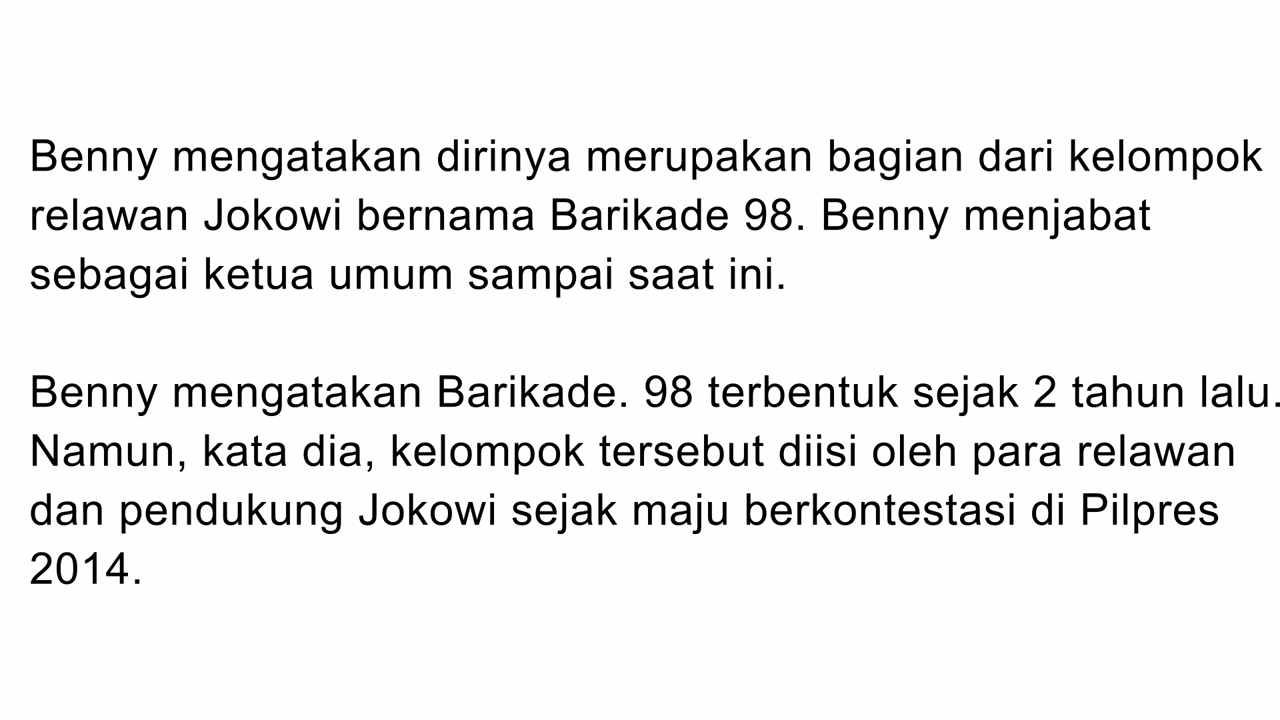 Benny mengatakan dirinya merupakan bagian dari kelompok
relawan Jokowi bernama Barikade 98. Benny menjabat
sebagai ketua umum sampai saat ini.
Benny mengatakan Barikade. 98 terbentuk sejak 2 tahun lalu.
Namun, kata dia, kelompok tersebut diisi oleh para relawan
dan pendukung Jokowi sejak maju berkontestasi di Pilpres
2014.